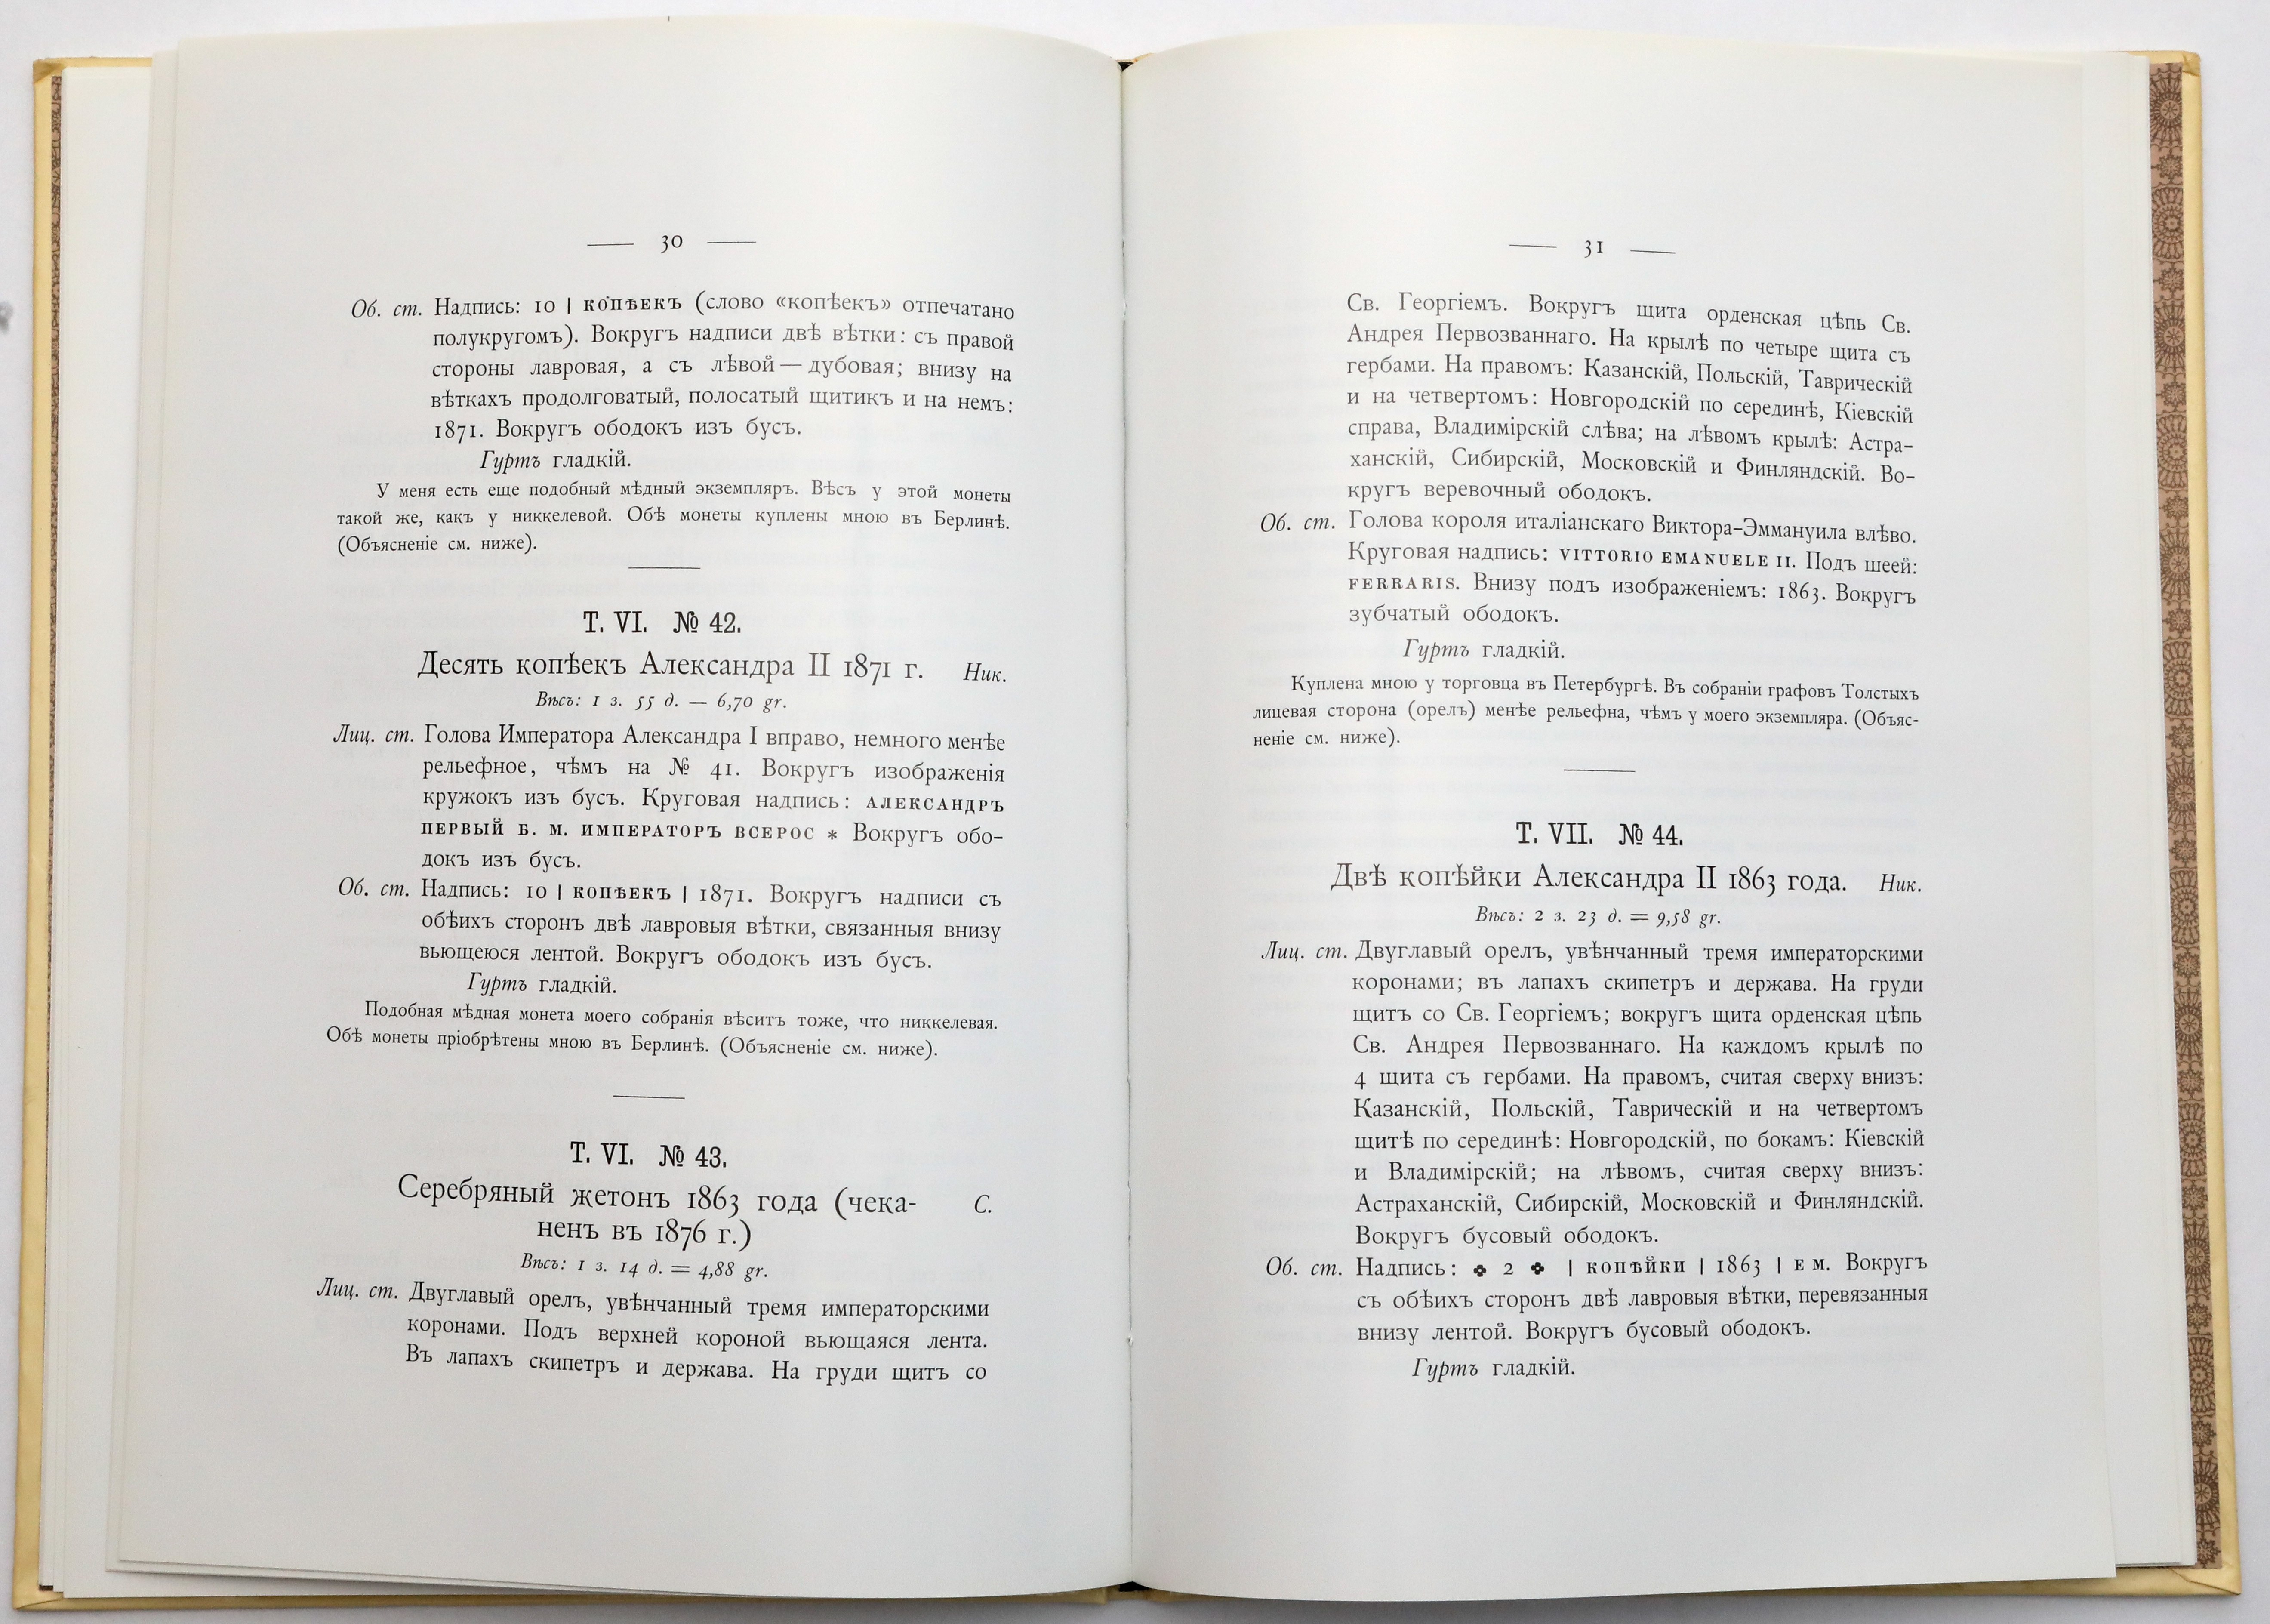 — 30 —
Об. ст. Надпись: 10 | КОПѢЕКЪ (слово «копѣекъ» отпечатано
полукругомъ). Вокругъ надписи двѣ вѣтки: съ правой
стороны лавровая, а съ лѣвой — дубовая; внизу на
вѣткахъ продолговатый, полосатый щитикъ и на немъ:
1871. Вокругъ ободокъ изъ бусъ.
Гуртъ гладкій.
У меня есть еще подобный мѣдный экземпляръ. Вѣсъ у этой монеты
такой же, какъ у никкелевой. Обѣ монеты куплены мною въ Берлинѣ.
(Объясненіе см. ниже).
Т. VI. № 42.
Десять копѣекъ Александра II 1871 г. Ник.
Вѣсъ: 1 з. 55 д. — 6,70 gr.
Лиц. ст. Голова Императора Александра I вправо, немного менѣе
рельефное, чѣмъ на № 41. Вокругъ изображенія
кружокъ изъ бусъ. Круговая надпись: АЛЕКСАНДРЪ
ПЕРВЫЙ Б. М. ИМПЕРАТОРЪ ВСЕРОС * Вокругъ обо-
докъ изъ бусъ.
Об. ст. Надпись: 10 | КОПѢЕКЪ | 1871. Вокругъ надписи съ
обѣихъ сторонъ двѣ лавровыя вѣтки, связанныя внизу
вьющеюся лентой. Вокругъ ободокъ изъ бусъ.
Гуртъ гладкій.
Подобная мѣдная монета моего собранія вѣситъ тоже, что никкелевая.
Обѣ монеты пріобрѣтены мною въ Берлинѣ. (Объясненіе см. ниже).
Т. VI. № 43.
Серебряный жетонъ 1863 года (чека- С.
ненъ въ 1876 г.)
Вѣсъ: 1 з. 14 д. = 4,88 gr.
Лиц. ст. Двуглавый орелъ, увѣнчанный тремя императорскими
коронами. Подъ верхней короной вьющаяся лента.
Въ лапахъ скипетръ и держава. На груди щитъ со
— 31 —
Св. Георгіемъ. Вокругъ щита орденская цѣпь Св.
Андрея Первозваннаго. На крылѣ по четыре щита съ
гербами. На правомъ: Казанскій, Польскій, Таврическій
и на четвертомъ: Новгородскій по серединѣ, Кіевскій
справа, Владимірскій слѣва; на лѣвомъ крылѣ: Астра-
ханскій, Сибирскій, Московскій и Финляндскій. Во-
кругъ веревочный ободокъ.
Об. ст. Голова короля италіанскаго Виктора-Эммануила влѣво.
Круговая надпись: VITTORIO EMANUELE II. Подъ шеей:
FERRARIS. Внизу подъ изображеніемъ: 1863. Вокругъ
зубчатый ободокъ.
Гуртъ гладкій.
Куплена мною у торговца въ Петербургѣ. Въ собраніи графовъ Толстыхъ
лицевая сторона (орелъ) менѣе рельефна, чѣмъ у моего экземпляра. (Объяс-
неніе см. ниже).
Т. VII. № 44.
Двѣ копѣйки Александра II 1863 года. Ник.
Вѣсъ: 2 з. 23 д. = 9,58 gr.
Лиц. ст. Двуглавый орелъ, увѣнчанный тремя императорскими
коронами; въ лапахъ скипетръ и держава. На груди
щитъ со Св. Георгіемъ; вокругъ щита орденская цѣпь
Св. Андрея Первозваннаго. На каждомъ крылѣ по
4 щита съ гербами. На правомъ, считая сверху внизъ:
Казанскій, Польскій, Таврическій и на четвертомъ
щитѣ по серединѣ: Новгородскій, по бокамъ: Кіевскій
и Владимірскій; на лѣвомъ, считая сверху внизъ:
Астраханскій, Сибирскій, Московскій и Финляндскій.
Вокругъ бусовый ободокъ.
Об. ст. Надпись: ✤ 2 ✤ | КОПѢЙКИ | 1863 | Е М. Вокругъ
съ обѣихъ сторонъ двѣ лавровыя вѣтки, перевязанныя
внизу лентой. Вокругъ бусовый ободокъ.
Гуртъ гладкій.